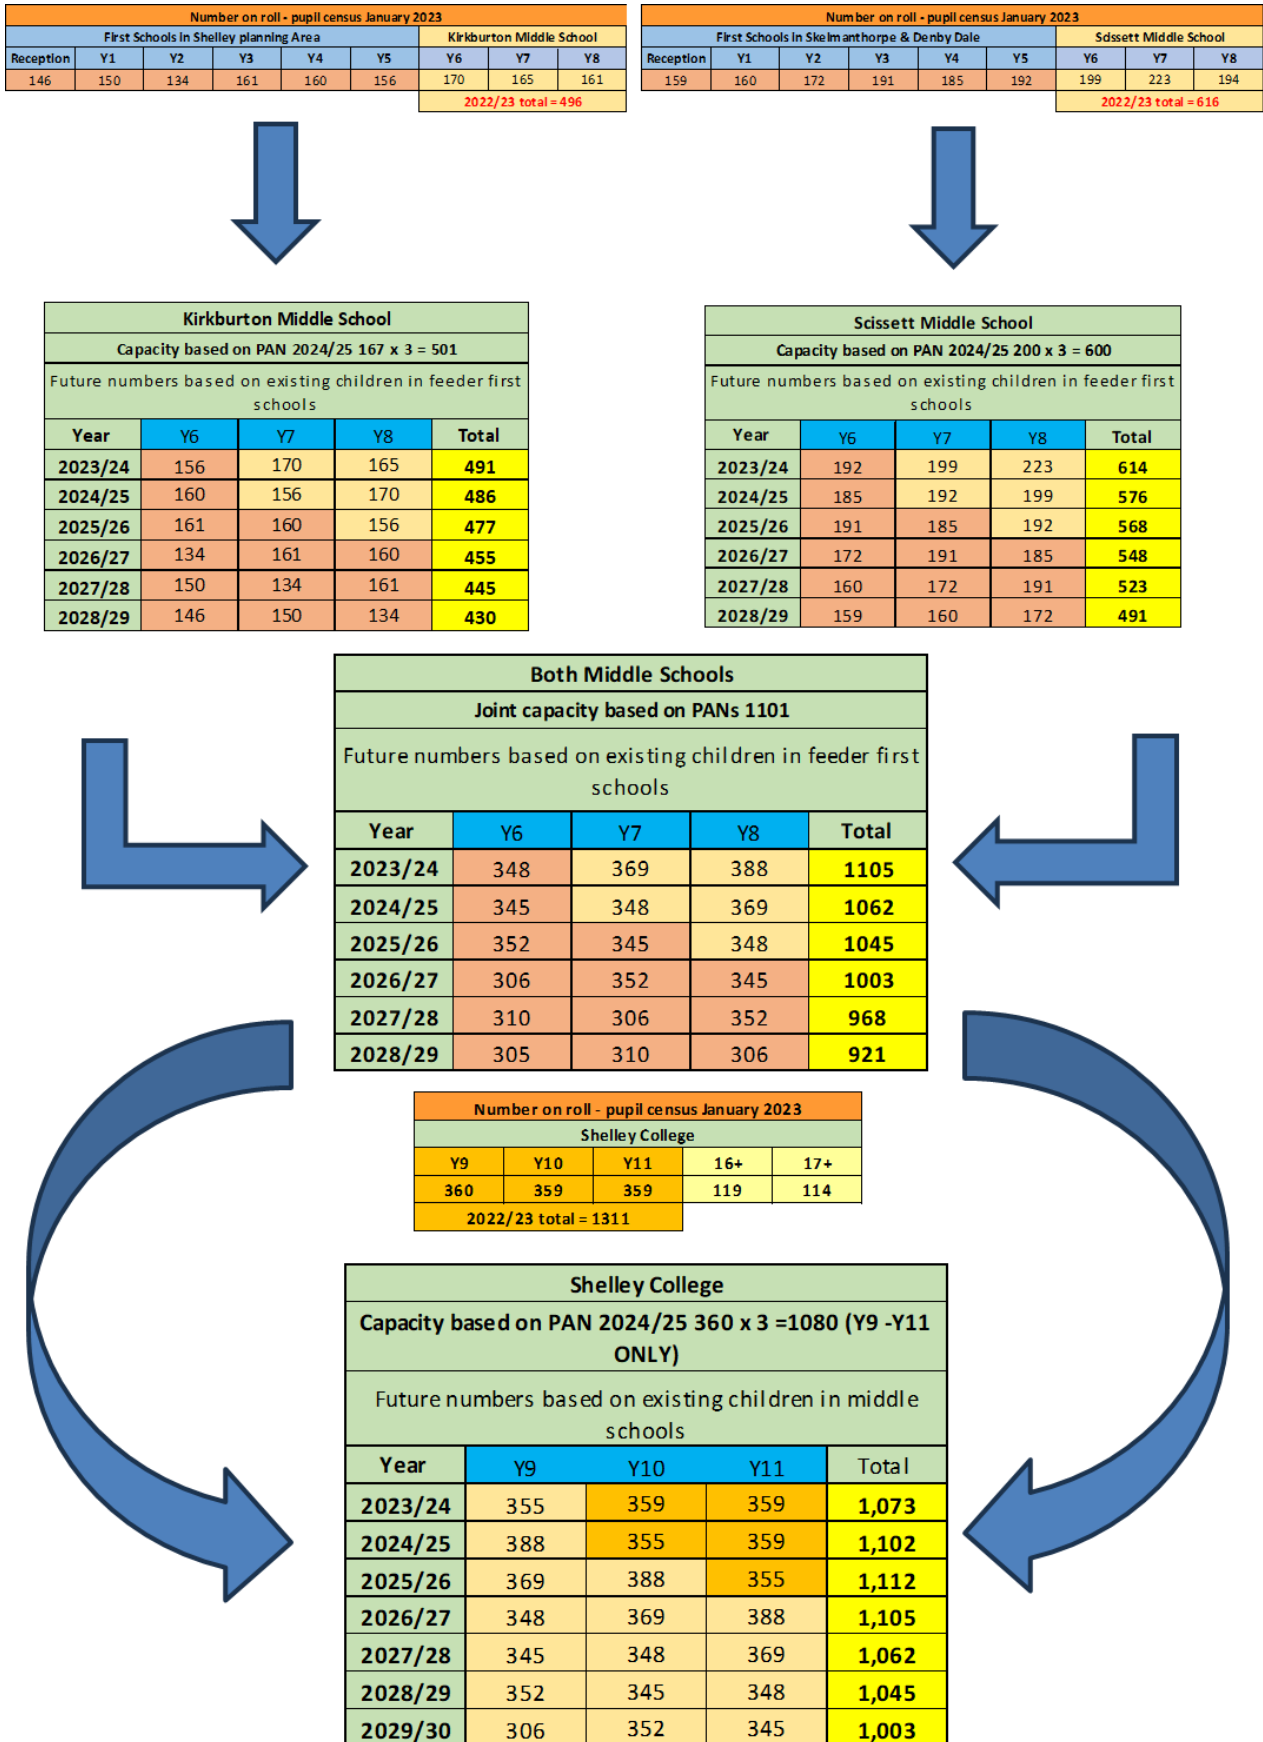 Number on roll - pupil census January 2023
First Schools in Shelley planning Area Kirkburton Middle School
Reception Y1 Y2 Y3 Y4 Y5 Y6 Y7 Y8
146 150 134 161 160 156 170 165 161
2022/23 total = 496
Number on roll - pupil census January 2023
First Schools in Skelmanthorpe & Denby Dale Scissett Middle School
Reception Y1 Y2 Y3 Y4 Y5 Y6 Y7 Y8
159 160 172 191 185 192 199 223 194
2022/23 total = 616
Kirkburton Middle School
Capacity based on PAN 2024/25 167 x 3 = 501
Future numbers based on existing children in feeder first
schools
Year Y6 Y7 Y8 Total
2023/24 156 170 165 491
2024/25 160 156 170 486
2025/26 161 160 156 477
2026/27 134 161 160 455
2027/28 150 134 161 445
2028/29 146 150 134 430
Scissett Middle School
Capacity based on PAN 2024/25 200 x 3 = 600
Future numbers based on existing children in feeder first
schools
Year Y6 Y7 Y8 Total
2023/24 192 199 223 614
2024/25 185 192 199 576
2025/26 191 185 192 568
2026/27 172 191 185 548
2027/28 160 172 191 523
2028/29 159 160 172 491
Both Middle Schools
Joint capacity based on PANs 1101
Future numbers based on existing children in feeder first
schools
Year Y6 Y7 Y8 Total
2023/24 348 369 388 1105
2024/25 345 348 369 1062
2025/26 352 345 348 1045
2026/27 306 352 345 1003
2027/28 310 306 352 968
2028/29 305 310 306 921
Number on roll - pupil census January 2023
Shelley College
Y9 Y10 Y11 16+ 17+
360 359 359 119 114
2022/23 total = 1311
Shelley College
Capacity based on PAN 2024/25 360 x 3 =1080 (Y9 -Y11
ONLY)
Future numbers based on existing children in middle
schools
Year Y9 Y10 Y11 Total
2023/24 355 359 359 1,073
2024/25 388 355 359 1,102
2025/26 369 388 355 1,112
2026/27 348 369 388 1,105
2027/28 345 348 369 1,062
2028/29 352 345 348 1,045
2029/30 306 352 345 1,003